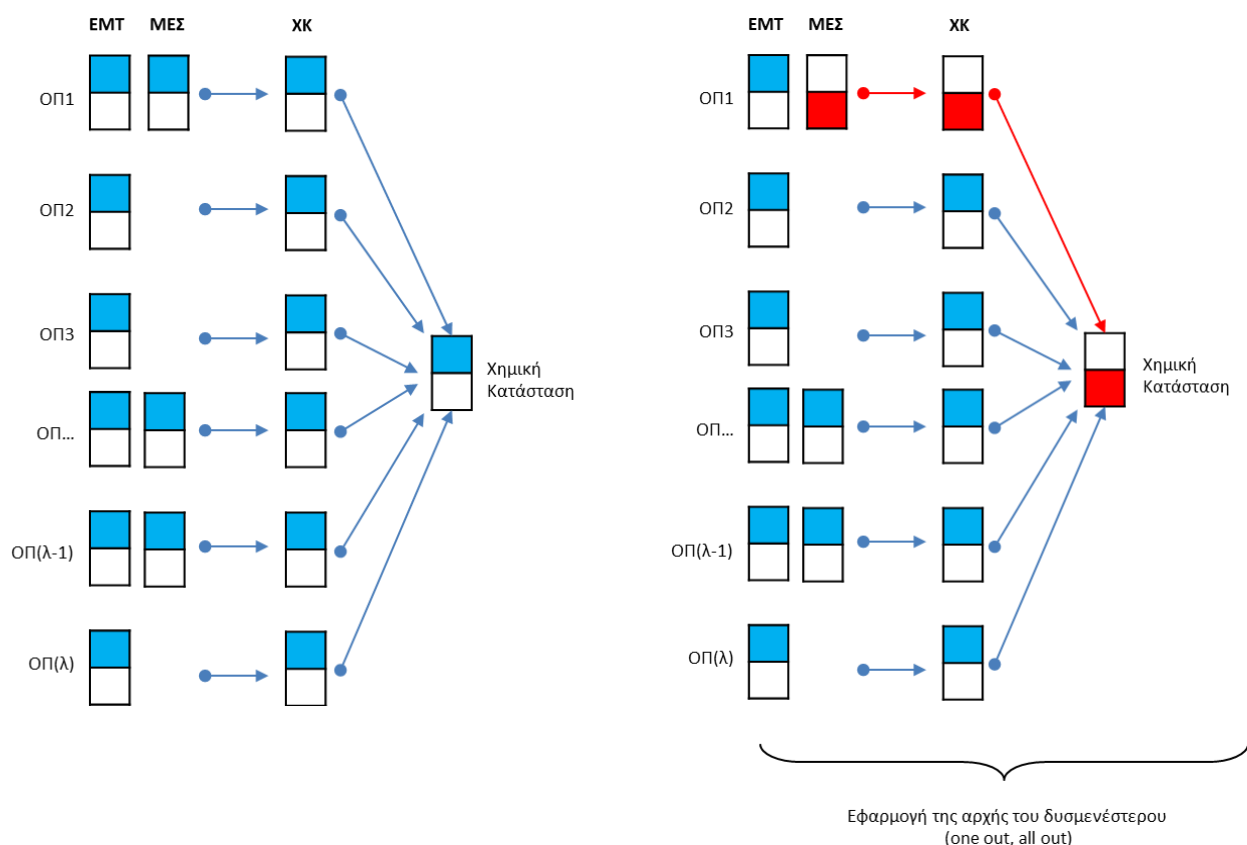 ΕΜΤ ΜΕΣ ΧΚ
ΟΠ1
ΟΠ2
ΟΠ3
ΟΠ...
ΟΠ(λ-1)
ΟΠ(λ)
Χημική
Κατάσταση
ΕΜΤ ΜΕΣ ΧΚ
ΟΠ1
ΟΠ2
ΟΠ3
ΟΠ...
ΟΠ(λ-1)
ΟΠ(λ)
Χημική
Κατάσταση
Εφαρμογή της αρχής του δυσμενέστερου
(one out, all out)